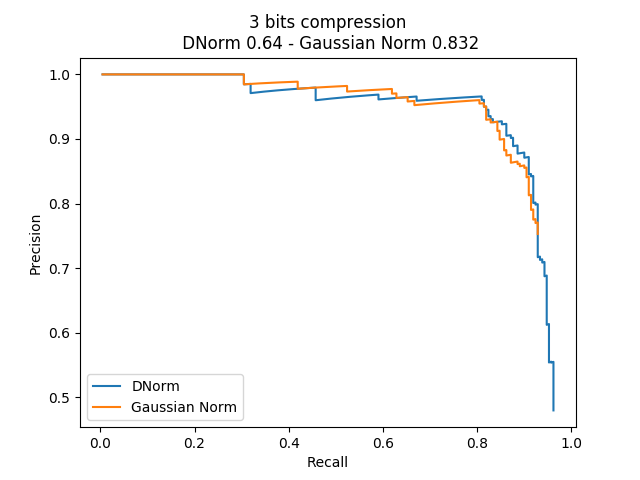 3 bits compression
DNorm 0.64 - Gaussian Norm 0.832
Precision
1.0
0.9
0.8
0.7
0.6
0.5
DNorm
Gaussian Norm
0.0 0.2 0.4 0.6 0.8 1.0
Recall